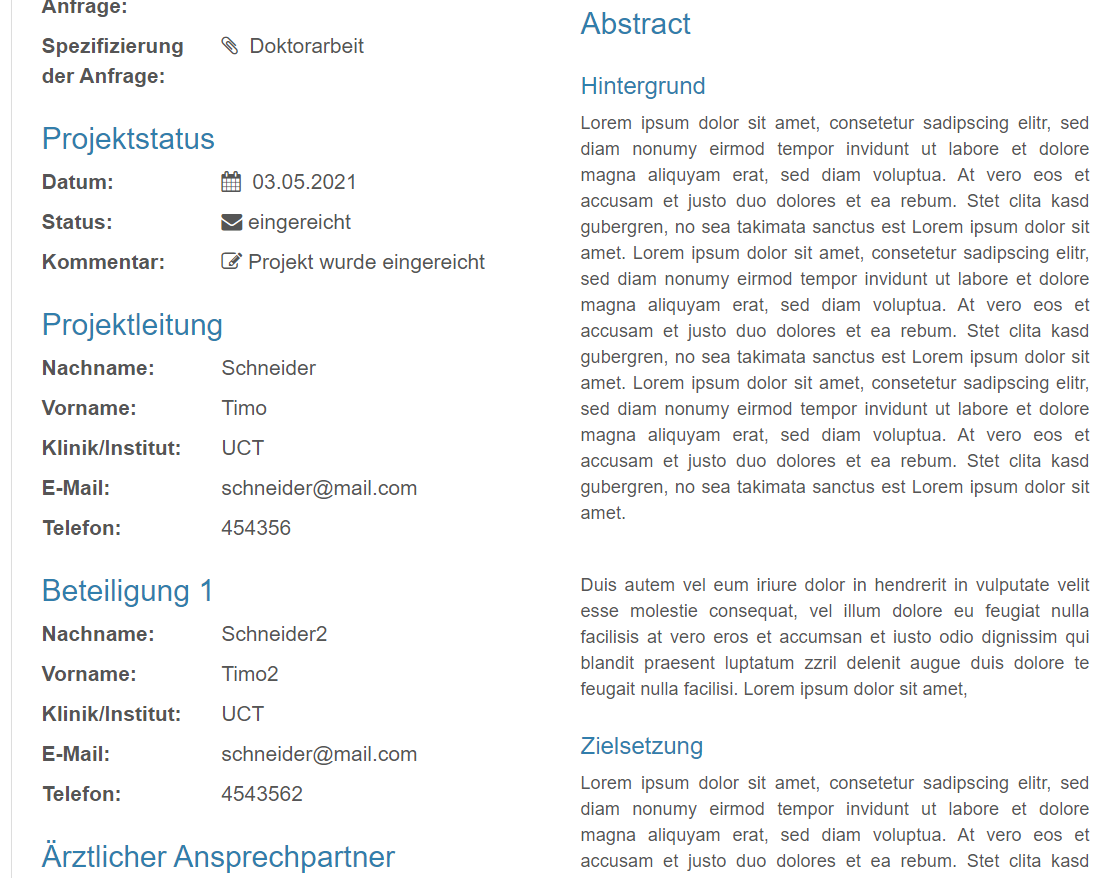 Anfrage:
Spezifizierung Doktorarbeit
der Anfrage:
Projektstatus
Datum: 03.05.2021
Status: eingereicht
Kommentar: Projekt wurde eingereicht
Projektleitung
Nachname: Schneider
Vorname: Timo
Klinik/Institut: UCT
E-Mail: schneider@mail.com
Telefon: 454356
Beteiligung 1
Nachname: Schneider2
Vorname: Timo2
Klinik/Institut: UCT
E-Mail: schneider@mail.com
Telefon: 4543562
Ärztlicher Ansprechpartner
Abstract
Hintergrund
Lorem ipsum dolor sit amet, consetetur sadipscing elitr, sed
diam nonumy eirmod tempor invidunt ut labore et dolore
magna aliquyam erat, sed diam voluptua. At vero eos et
accusam et justo duo dolores et ea rebum. Stet clita kasd
gubergren, no sea takimata sanctus est Lorem ipsum dolor sit
amet. Lorem ipsum dolor sit amet, consetetur sadipscing elitr,
sed diam nonumy eirmod tempor invidunt ut labore et dolore
magna aliquyam erat, sed diam voluptua. At vero eos et
accusam et justo duo dolores et ea rebum. Stet clita kasd
gubergren, no sea takimata sanctus est Lorem ipsum dolor sit
amet. Lorem ipsum dolor sit amet, consetetur sadipscing elitr,
sed diam nonumy eirmod tempor invidunt ut labore et dolore
magna aliquyam erat, sed diam voluptua. At vero eos et
accusam et justo duo dolores et ea rebum. Stet clita kasd
gubergren, no sea takimata sanctus est Lorem ipsum dolor sit
amet.
Duis autem vel eum iriure dolor in hendrerit in vulputate velit
esse molestie consequat, vel illum dolore eu feugiat nulla
facilisis at vero eros et accumsan et iusto odio dignissim qui
blandit praesent luptatum zzril delenit augue duis dolore te
feugait nulla facilisi. Lorem ipsum dolor sit amet,
Zielsetzung
Lorem ipsum dolor sit amet, consetetur sadipscing elitr, sed
diam nonumy eirmod tempor invidunt ut labore et dolore
magna aliquyam erat, sed diam voluptua. At vero eos et
accusam et justo duo dolores et ea rebum. Stet clita kasd